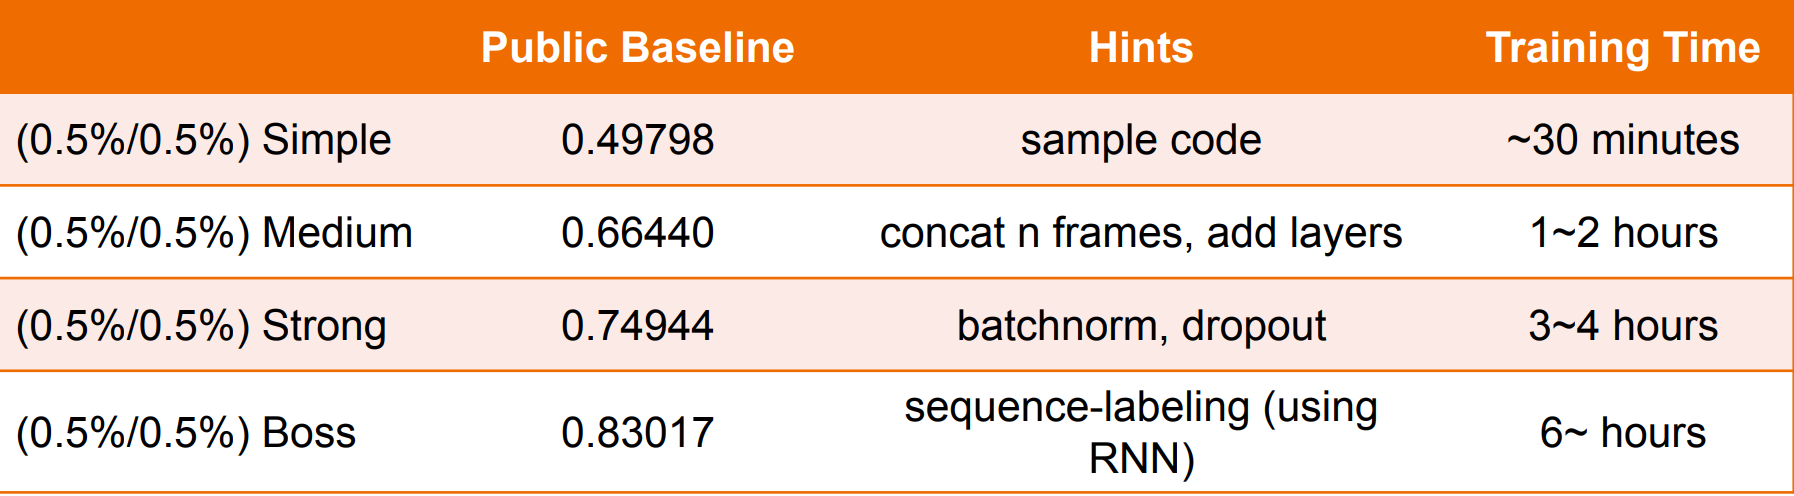 Public Baseline Hints Training Time
(0.5%/0.5%) Simple 0.49798 sample code ~30 minutes
(0.5%/0.5%) Medium 0.66440 concat n frames, add layers 1~2 hours
(0.5%/0.5%) Strong 0.74944 batchnorm, dropout 3~4 hours
(0.5%/0.5%) Boss 0.83017 sequence-labeling (using
RNN) 6~ hours